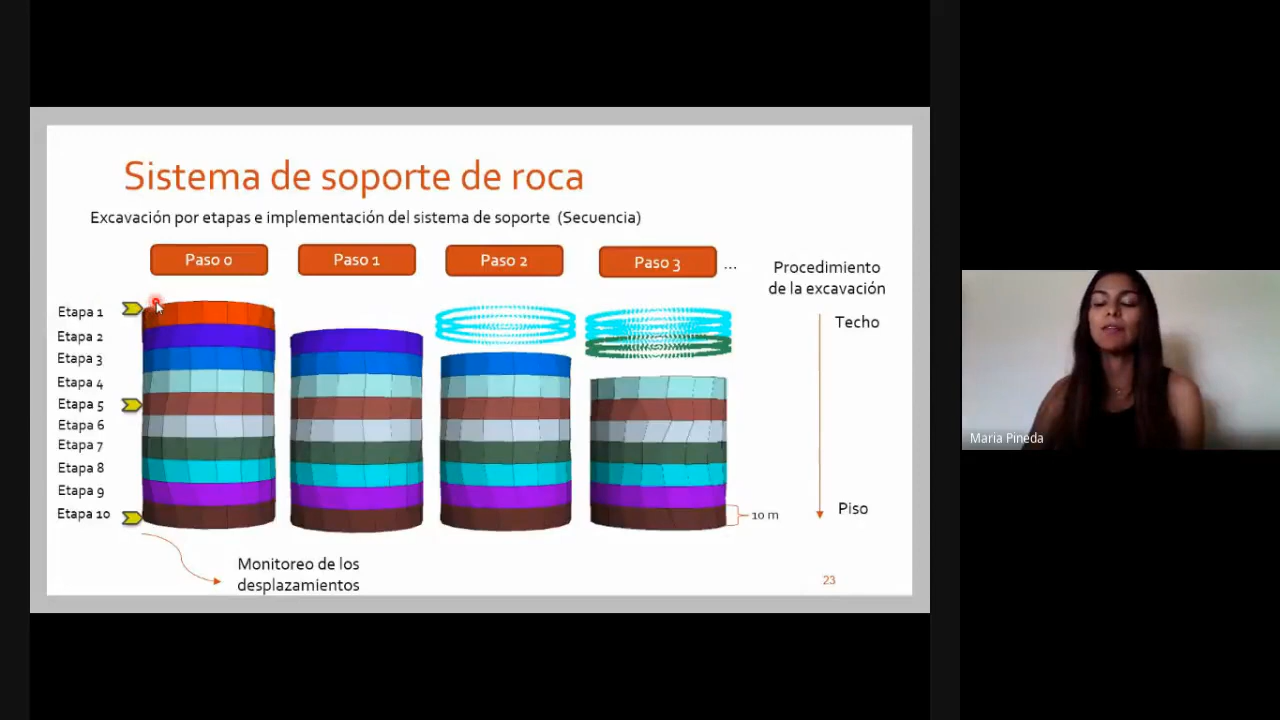 Sistema de soporte de roca
Excavación por etapas e implementación del sistema de soporte (Secuencia)
Paso 0
Paso 1
Paso 2
Paso 3
...
Procedimiento
de la excavación
Techo
Etapa 1
Etapa 2
Etapa 3
Etapa 4
Etapa 5
Etapa 6
Etapa 7
Etapa 8
Etapa 9
Etapa 10
10 m
Piso
Monitoreo de los
desplazamientos
23
Maria Pineda